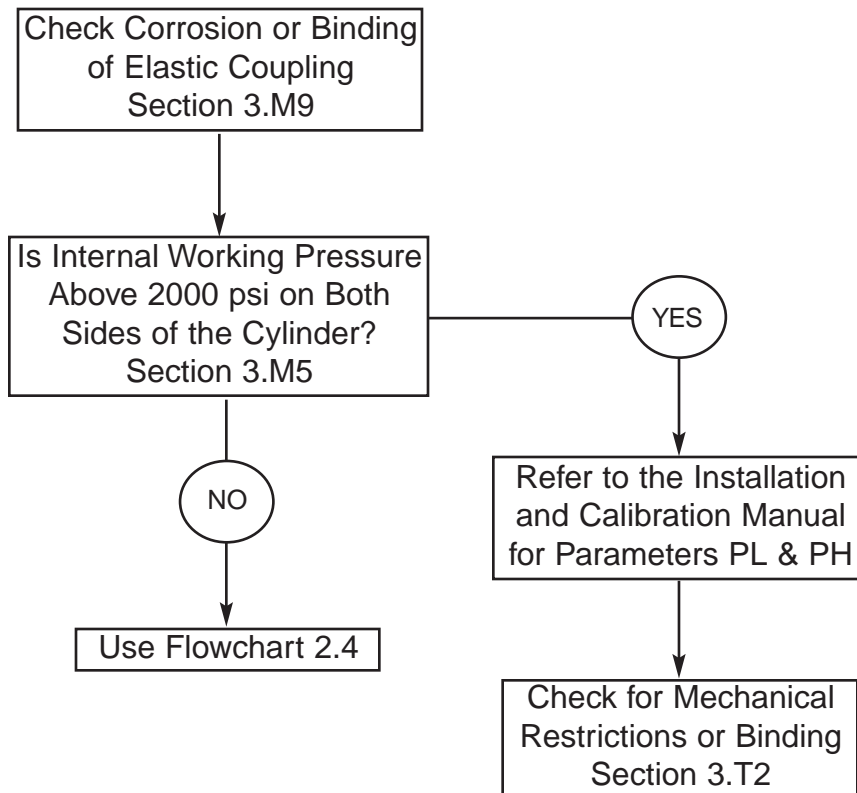 Check Corrosion or Binding
of Elastic Coupling
Section 3.M9
Is Internal Working Pressure
Above 2000 psi on Both
Sides of the Cylinder?
Section 3.M5
YES
NO
Refer to the Installation
and Calibration Manual
for Parameters PL & PH
Use Flowchart 2.4
Check for Mechanical
Restrictions or Binding
Section 3.T2